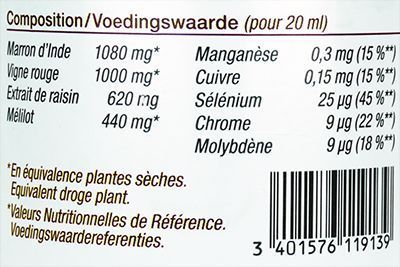 Composition/Voedingswaarde (pour 20 ml)
Marron d'Inde 1080 mg*
Vigne rouge 1000 mg*
Extrait de raisin 620 mg
Mélilot 440 mg*
Manganèse 0,3 mg (15 %**)
Cuivre 0,15 mg (15 %**)
Sélénium 25 µg (45 %**)
Chrome 9 µg (22 %**)
Molybdène 9 µg (18 %**)
*En équivalence plantes sèches.
Equivalent droge plant.
*Valeurs Nutritionnelles de Référence.
Voedingswaardereferenties.
3 401576 119139